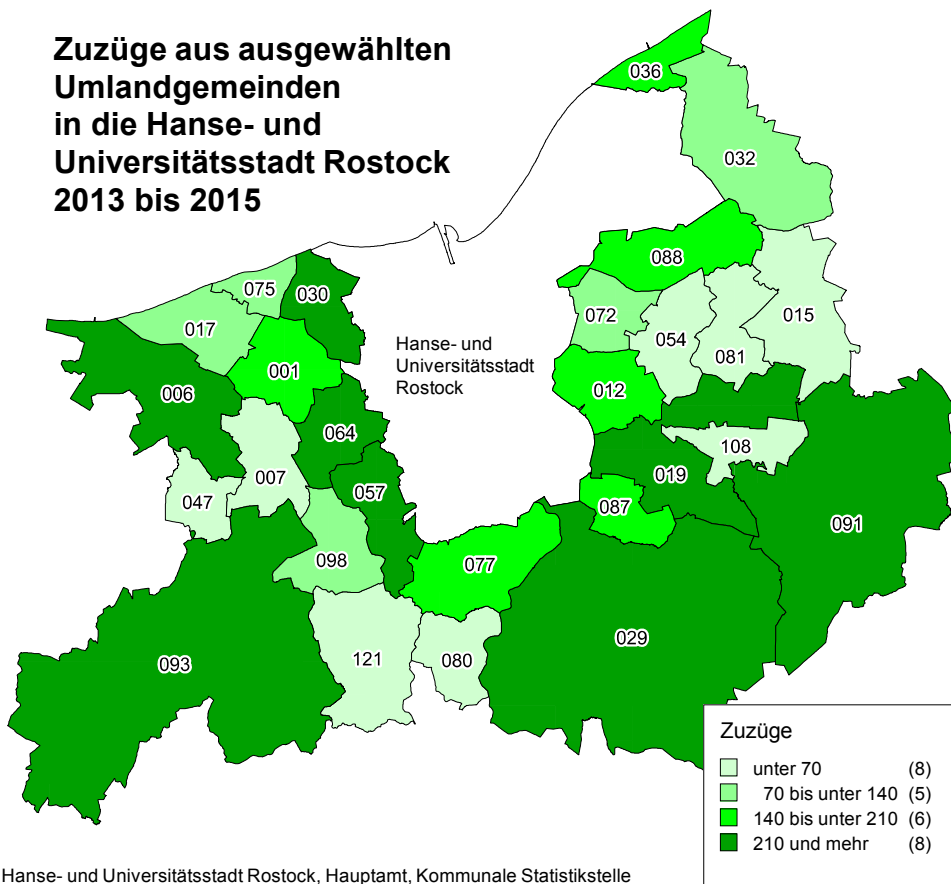 Zuzüge aus ausgewählten
Umlandgemeinden
in die Hanse- und
Universitätsstadt Rostock
2013 bis 2015
036
032
088
075
030
015
017
072
054
081
Hanse- und
Universitätsstadt
Rostock
001
006
012
064
108
007
019
057
047
087
091
098
077
029
093
121
080
Zuzüge
unter 70 (8)
70 bis unter 140 (5)
140 bis unter 210 (6)
210 und mehr (8)
Hanse- und Universitätsstadt Rostock, Hauptamt, Kommunale Statistikstelle